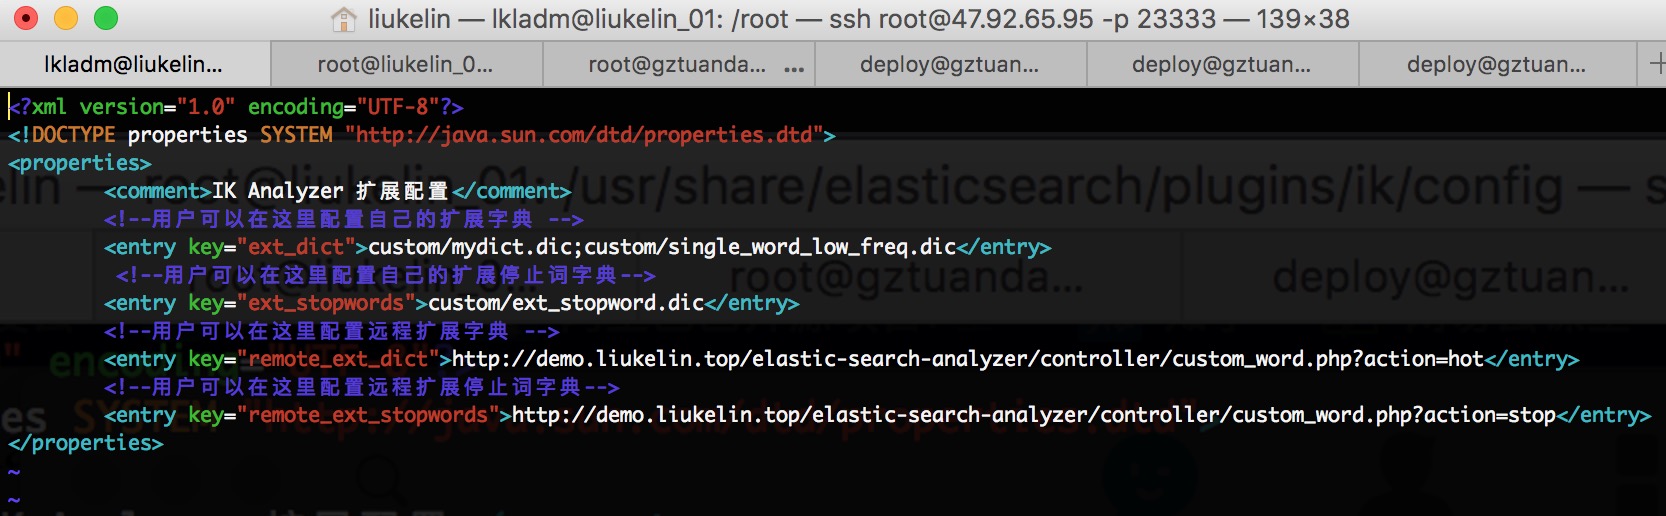 liukelin — lkladm@liukelin_01: /root — ssh root@47.92.65.95 -p 23333 — 139×38
lkladm@liukelin... root@liukelin_0... root@gztuanda... ... deploy@gztuan... deploy@gztuan... deploy@gztuan... +
<?xml version="1.0" encoding="UTF-8"?>
<!DOCTYPE properties SYSTEM "http://java.sun.com/dtd/properties.dtd">
<properties>
<comment>IK Analyzer 扩展配置</comment>
<!--用户可以在这里配置自己的扩展字典 -->
<entry key="ext_dict">custom/mydict.dic;custom/single_word_low_freq.dic</entry>
<!--用户可以在这里配置自己的扩展停止词字典-->
<entry key="ext_stopwords">custom/ext_stopword.dic</entry>
<!--用户可以在这里配置远程扩展字典 -->
<entry key="remote_ext_dict">http://demo.liukelin.top/elastic-search-analyzer/controller/custom_word.php?action=hot</entry>
<!--用户可以在这里配置远程扩展停止词字典-->
<entry key="remote_ext_stopwords">http://demo.liukelin.top/elastic-search-anlyzer/controller/custom_word.php?action=stop</entry>
</properties>
~
~